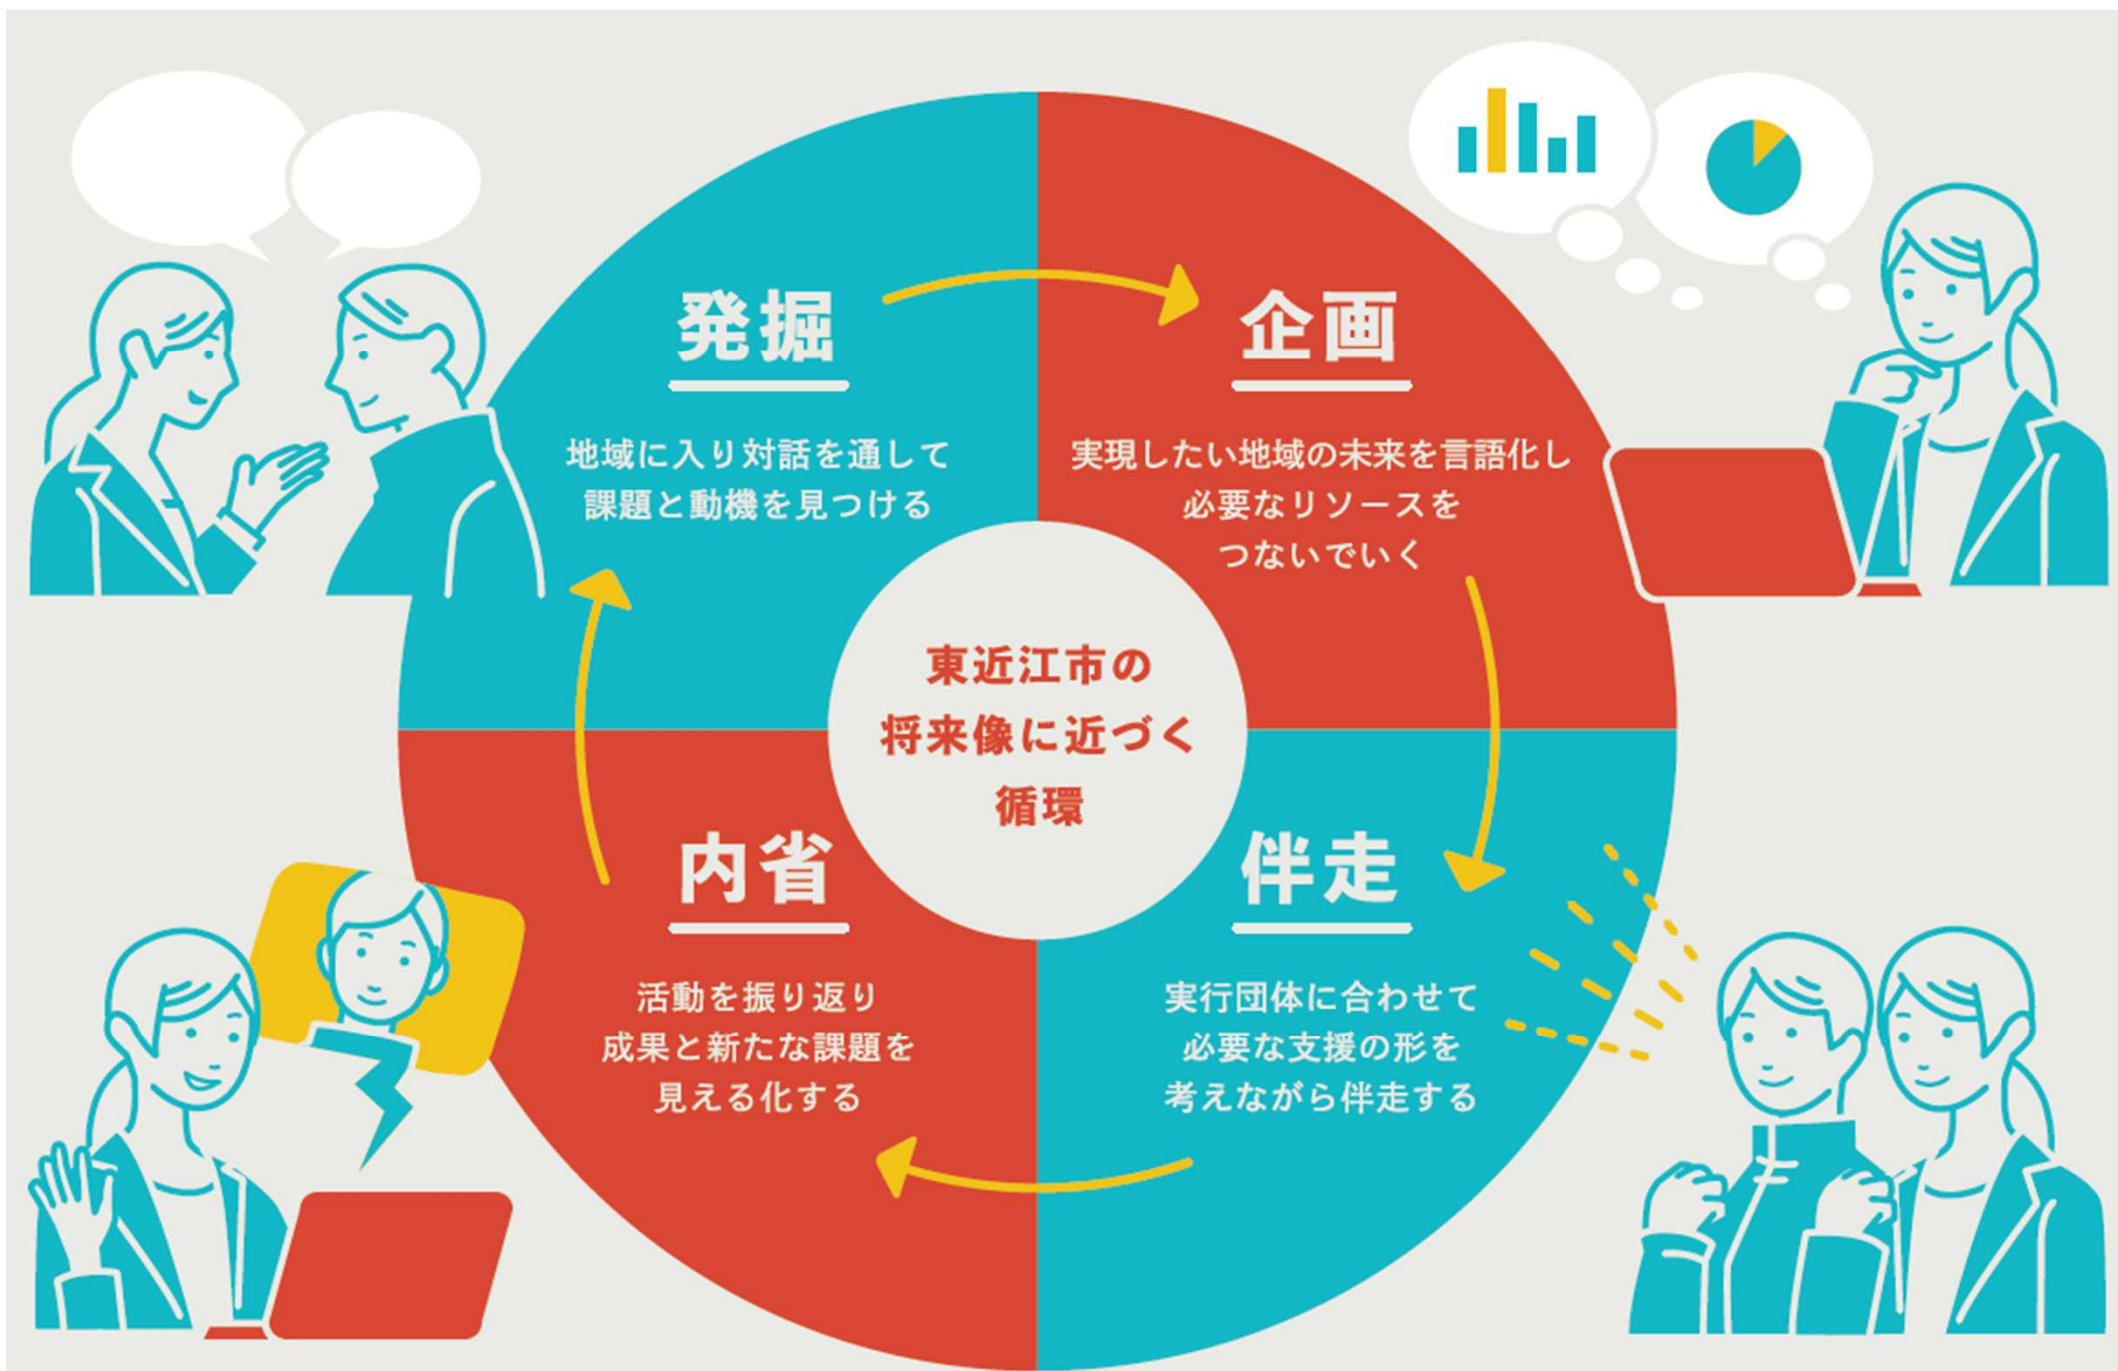 発掘
地域に入り対話を通して
課題と動機を見つける
企画
実現したい地域の未来を言語化し
必要なリソースを
つないでいく
東近江市の
将来像に近づく
循環
内省
活動を振り返り
成果と新たな課題を
見える化する
伴走
実行団体に合わせて
必要な支援の形を
考えながら伴走する